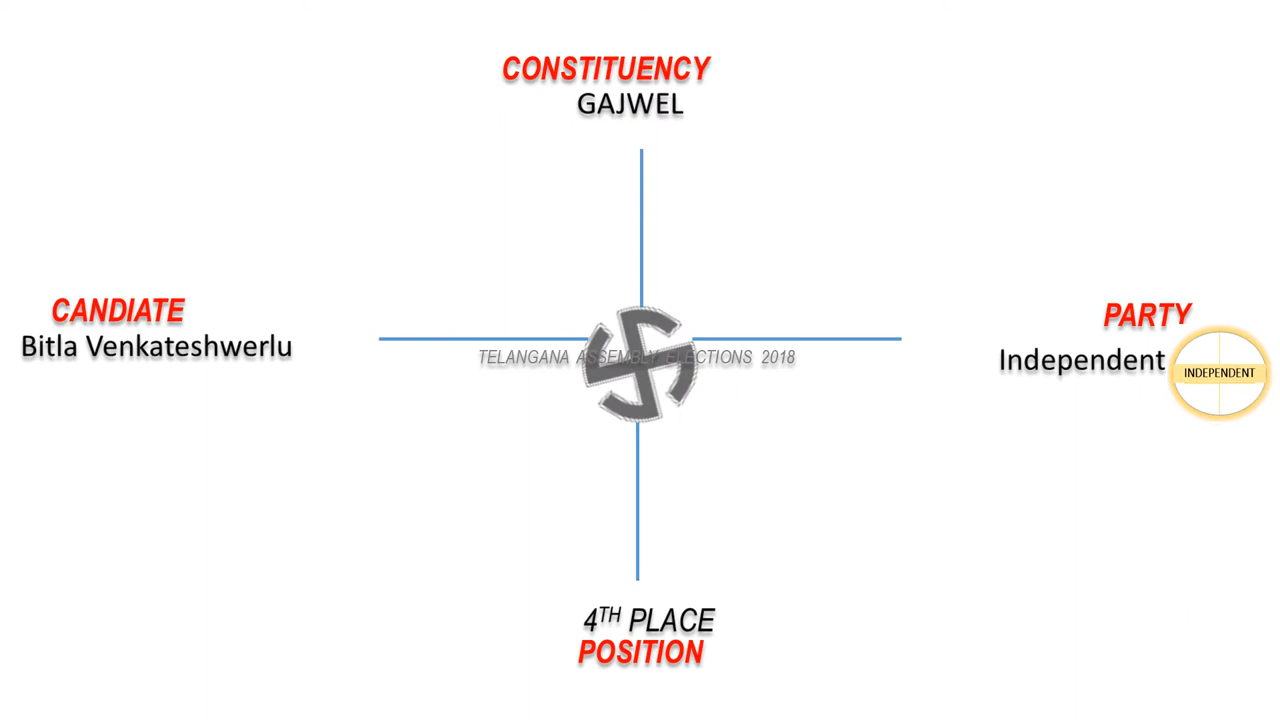 CONSTITUENCY
GAJWEL
CANDIATE
Bitla Venkateshwerlu
PARTY
Independent
INDEPENDENT
TELANGANA ASSEMBLY ELECTIONS 2018
4TH PLACE
POSITION